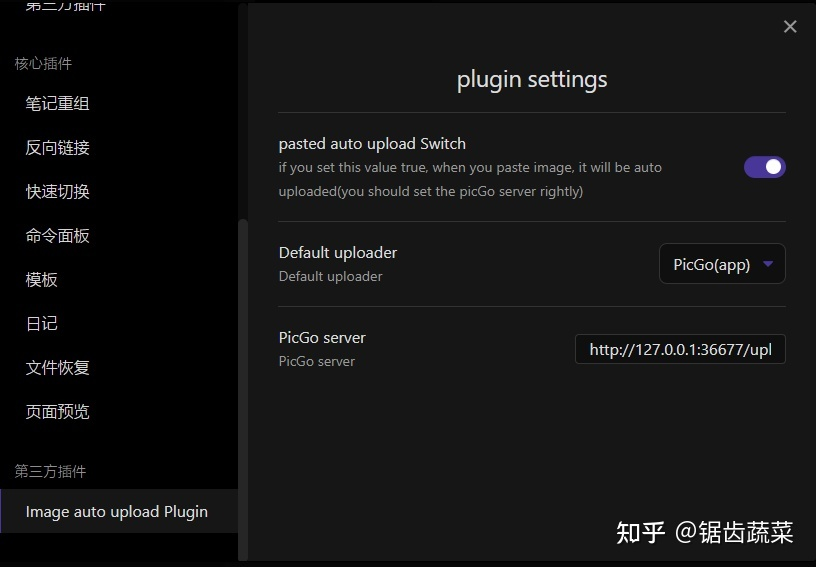 第三方插件
核心插件
笔记重组
反向链接
快速切换
命令面板
模板
日记
文件恢复
页面预览
第三方插件
Image auto upload Plugin
plugin settings
pasted auto upload Switch
if you set this value true, when you paste image, it will be auto
uploaded(you should set the picGo server rightly)
Default uploader
Default uploader
PicGo(app)
PicGo server
PicGo server
http://127.0.0.1:36677/upl
知乎 @锯齿蔬菜